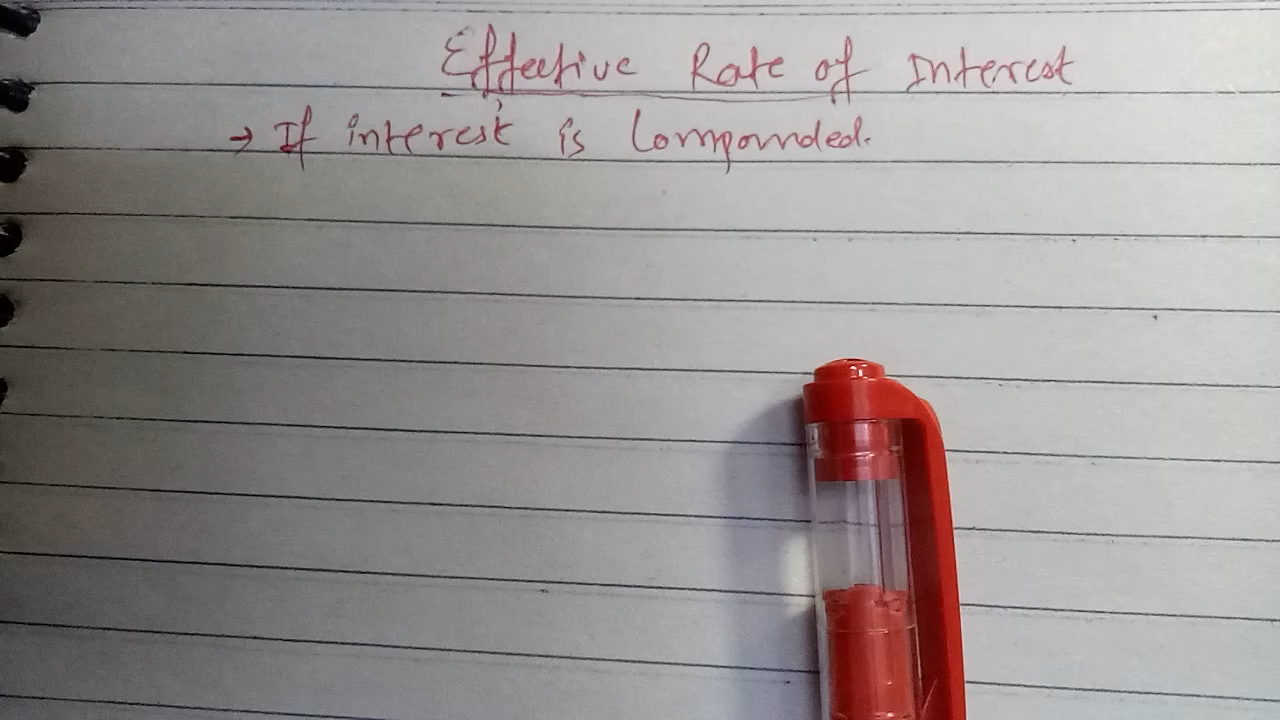 Effective Rate of Interest
→ If interest is Compounded.